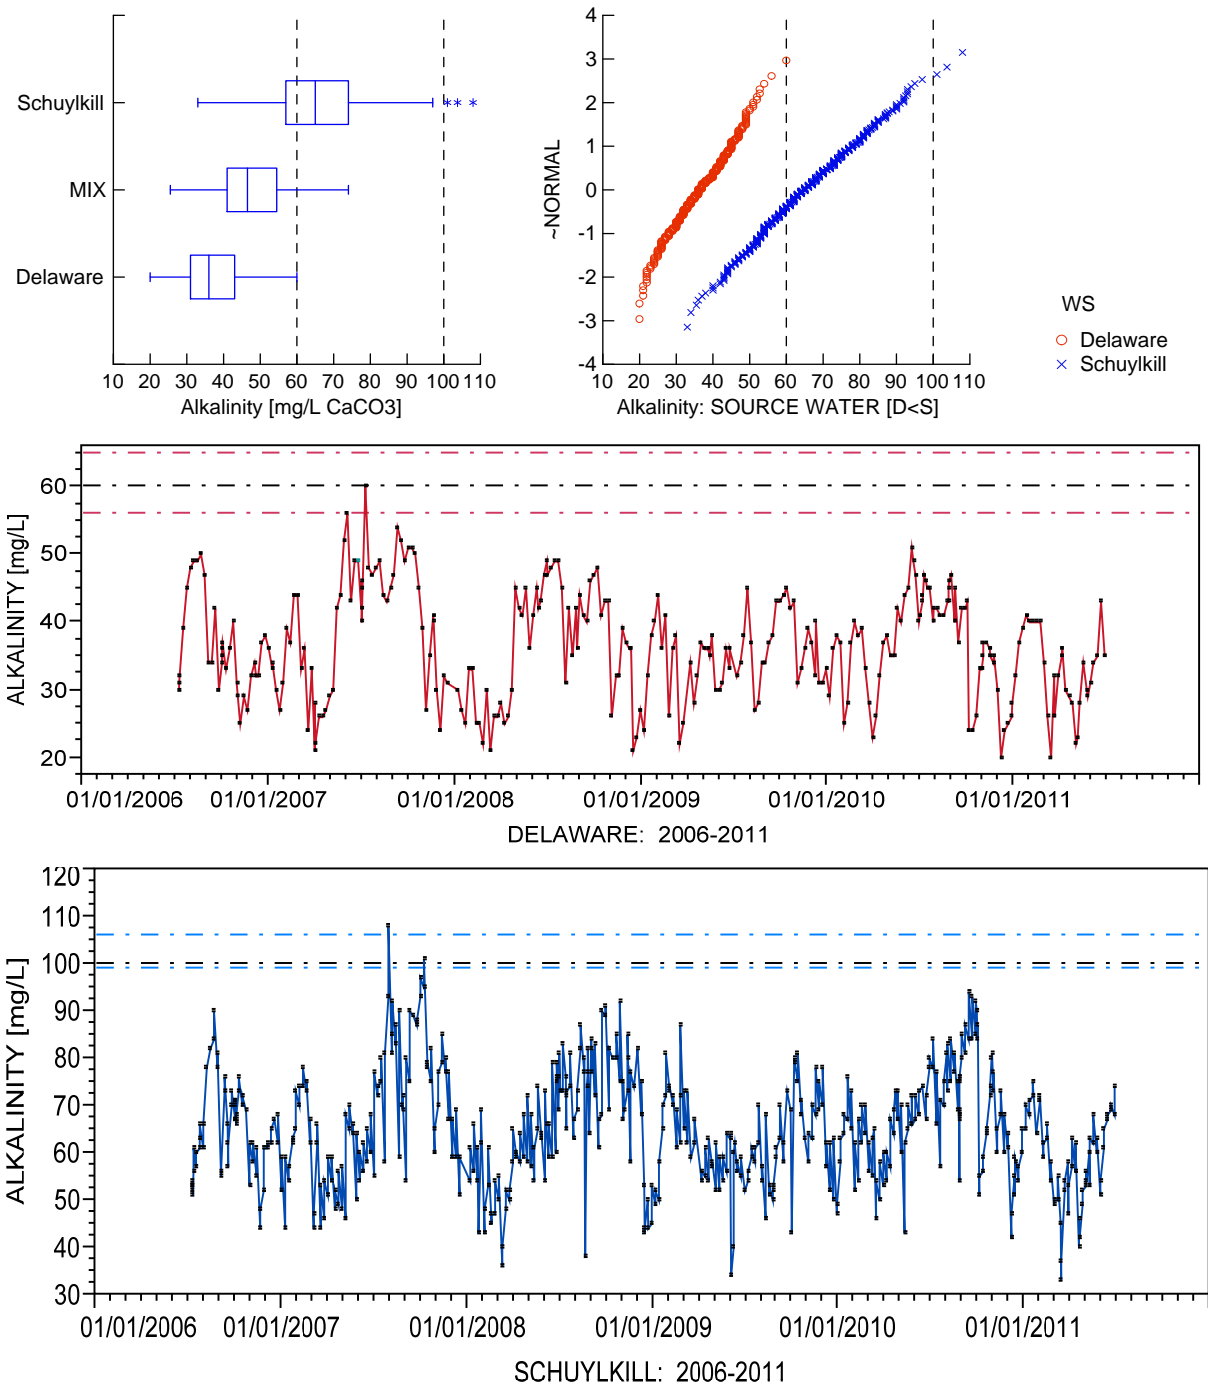 Schuylkill
MIX
Delaware
10 20 30 40 50 60 70 80 90 100 110
Alkalinity [mg/L CaCO3]
4
3
2
1
0
-1
-2
-3
-4
~NORMAL
10 20 30 40 50 60 70 80 90 100 110
Alkalinity: SOURCE WATER [D<S]
WS
Delaware
Schuylkill
60
50
40
30
20
ALKALINITY [mg/L]
01/01/2006 01/01/2007 01/01/2008 01/01/2009 01/01/2010 01/01/2011
DELAWARE: 2006-2011
120
110
100
90
80
70
60
50
40
30
ALKALINITY [mg/L]
01/01/2006 01/01/2007 01/01/2008 01/01/2009 01/01/2010 01/01/2011
SCHUYLKILL: 2006-2011